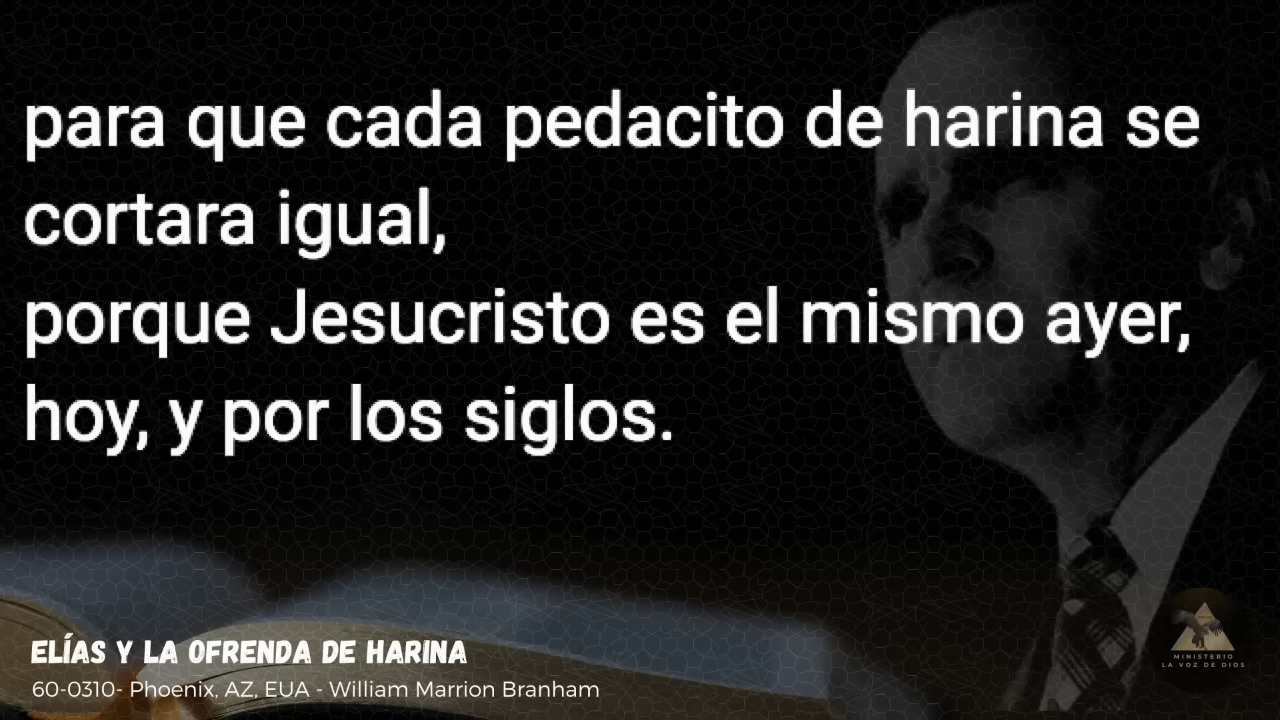 para que cada pedacito de harina se
cortara igual,
porque Jesucristo es el mismo ayer,
hoy, y por los siglos.
ELÍAS Y LA OFRENDA DE HARINA
60-0310- Phoenix, AZ, EUA - William Marrion Branham
MINISTERIO
LA VOZ DE DIOS